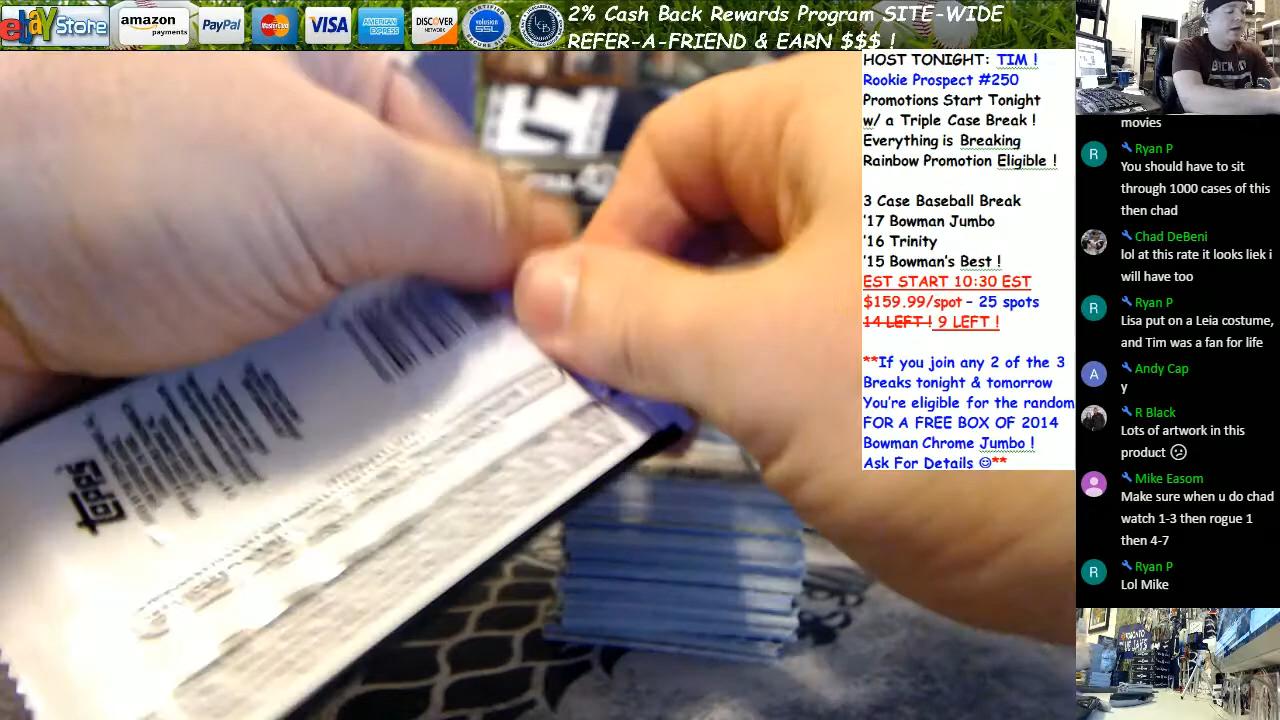 ebay Store
amazon payments
PayPal
MasterCard
VISA
AMERICAN EXPRESS
DISCOVER NETWORK
volusion SSL
2% Cash Back Rewards Program SITE-WIDE
REFER-A-FRIEND & EARN $$$ !
HOST TONIGHT: TIM !
Rookie Prospect #250
Promotions Start Tonight
w/ a Triple Case Break !
Everything is Breaking
Rainbow Promotion Eligible !
3 Case Baseball Break
'17 Bowman Jumbo
'16 Trinity
'15 Bowman's Best !
EST START 10:30 EST
$159.99/spot – 25 spots
14 LEFT ! 9 LEFT !
**If you join any 2 of the 3
Breaks tonight & tomorrow
You're eligible for the random
FOR A FREE BOX OF 2014
Bowman Chrome Jumbo !
Ask For Details ☺**
movies
R
Ryan P
You should have to sit
through 1000 cases of this
then chad
Chad DeBeni
lol at this rate it looks liek i
will have too
R
Ryan P
Lisa put on a Leia costume,
and Tim was a fan for life
A
Andy Cap
y
R Black
Lots of artwork in this
product 😕
Mike Easom
Make sure when u do chad
watch 1-3 then rogue 1
then 4-7
R
Ryan P
Lol Mike
topps